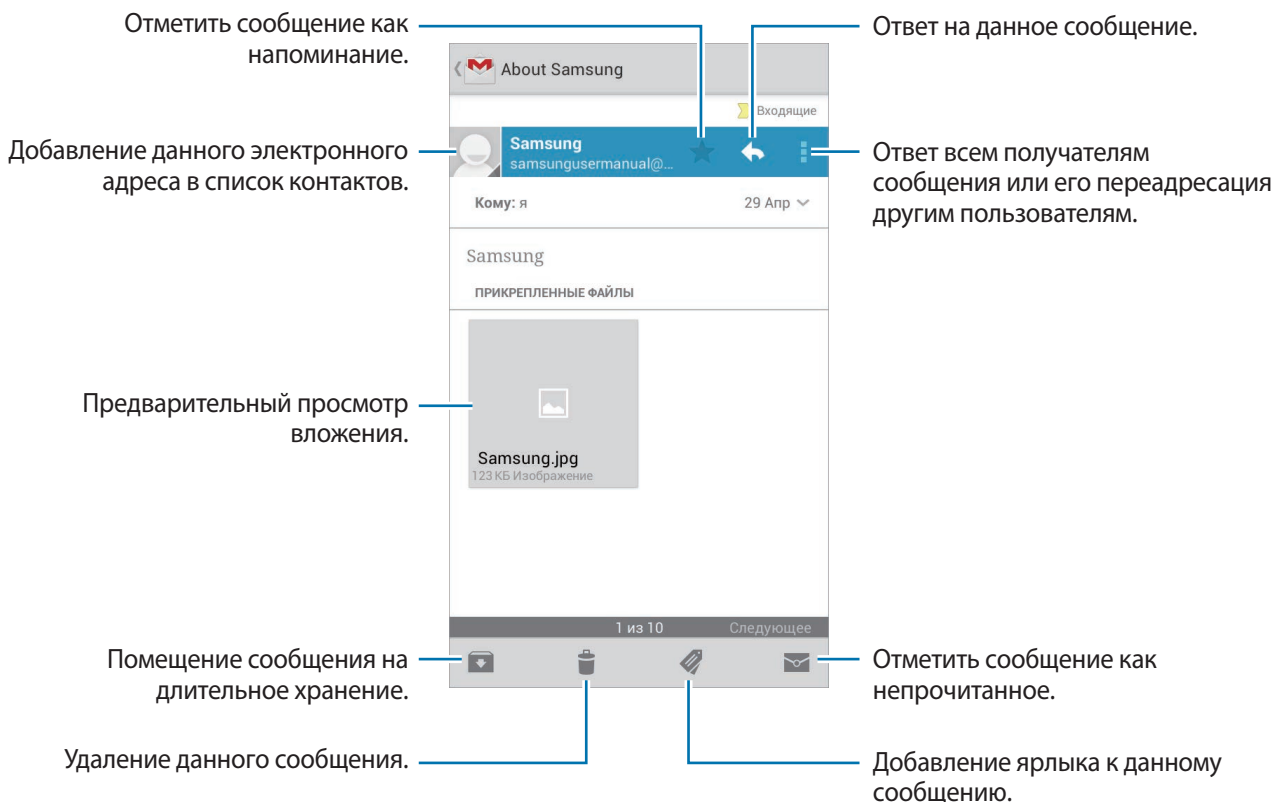 Отметить сообщение как
напоминание.
Ответ на данное сообщение.
About Samsung
Входящие
Добавление данного электронного
адреса в список контактов.
Samsung
samsungusermanual@...
Ответ всем получателям
сообщения или его переадресация
другим пользователям.
Кому: я
29 Апр
Samsung
ПРИКРЕПЛЕННЫЕ ФАЙЛЫ
Предварительный просмотр
вложения.
Samsung.jpg
123 КБ Изображение
1 из 10
Следующее
Помещение сообщения на
длительное хранение.
Отметить сообщение как
непрочитанное.
Удаление данного сообщения.
Добавление ярлыка к данному
сообщению.